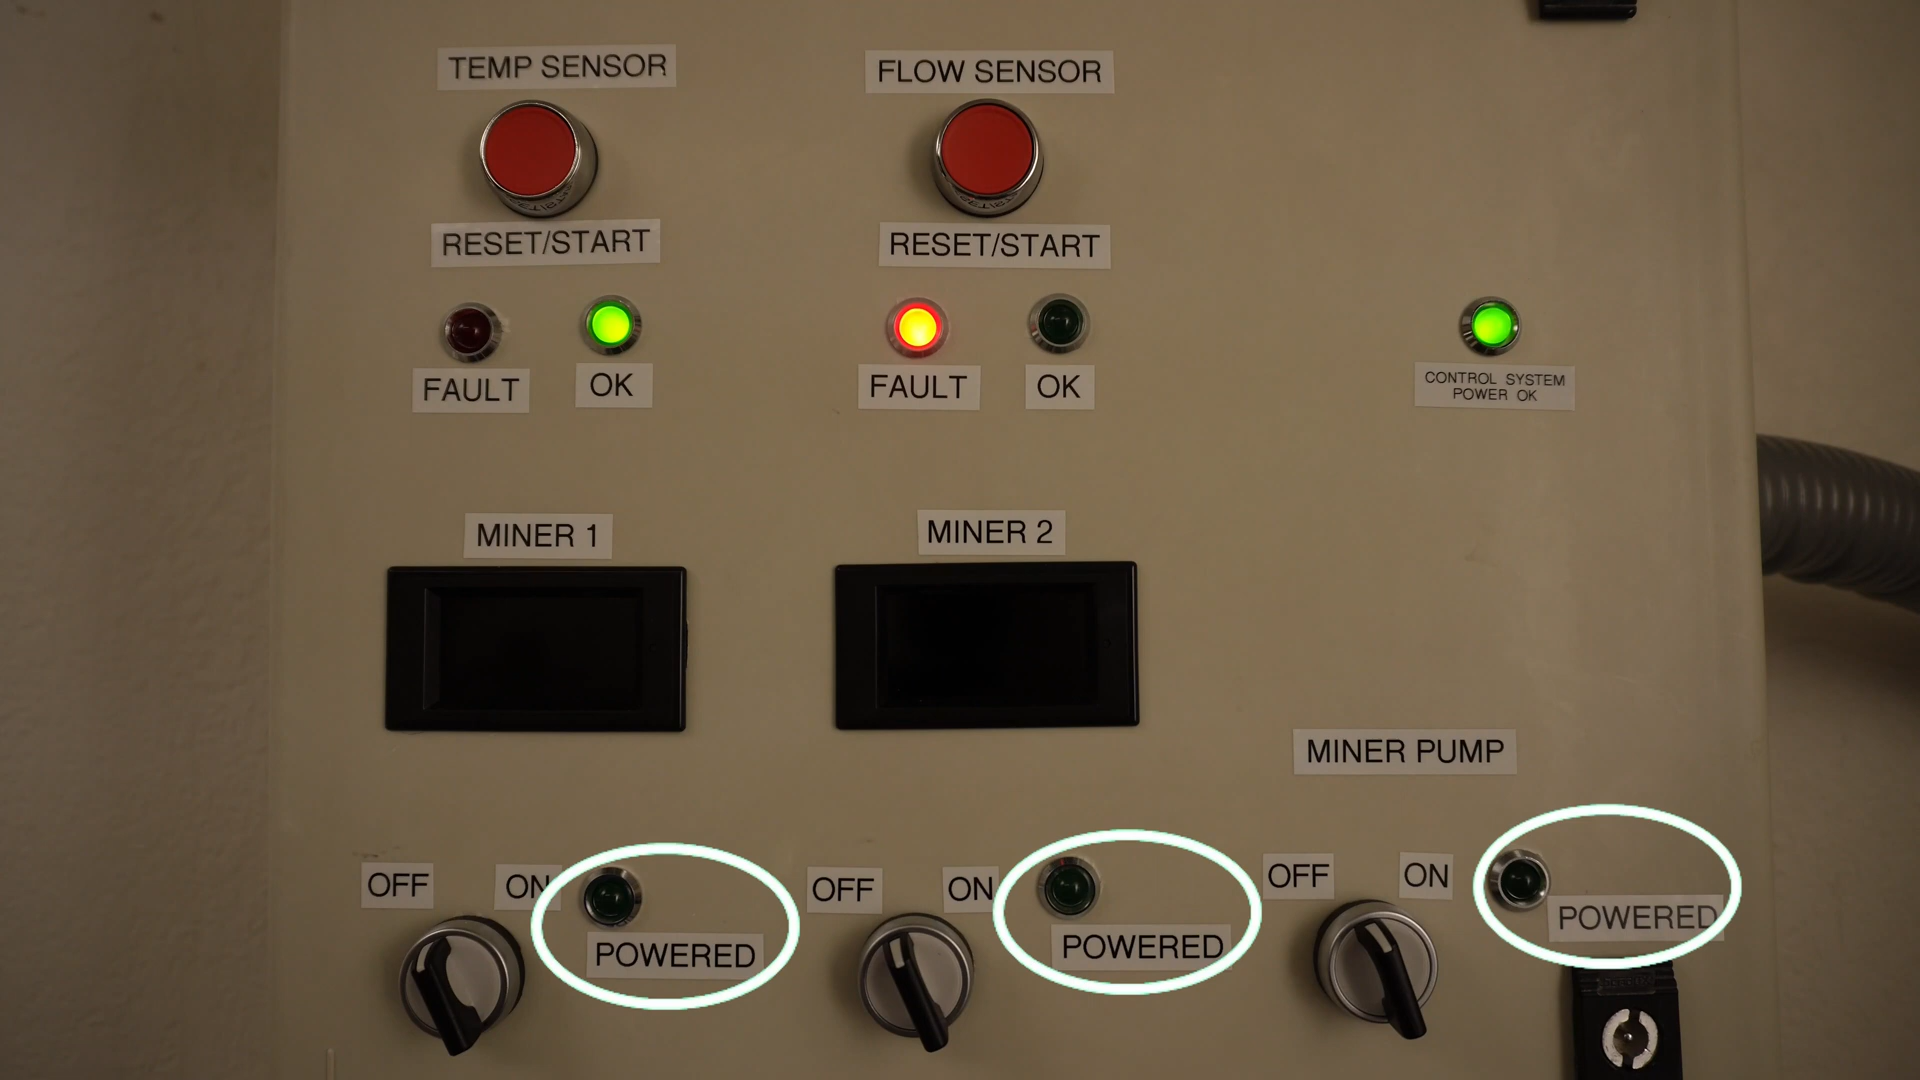 TEMP SENSOR
FLOW SENSOR
RESET/START
RESET/START
FAULT
OK
FAULT
OK
CONTROL SYSTEM
POWER OK
MINER 1
MINER 2
MINER PUMP
OFF
ON
POWERED
OFF
ON
POWERED
OFF
ON
POWERED